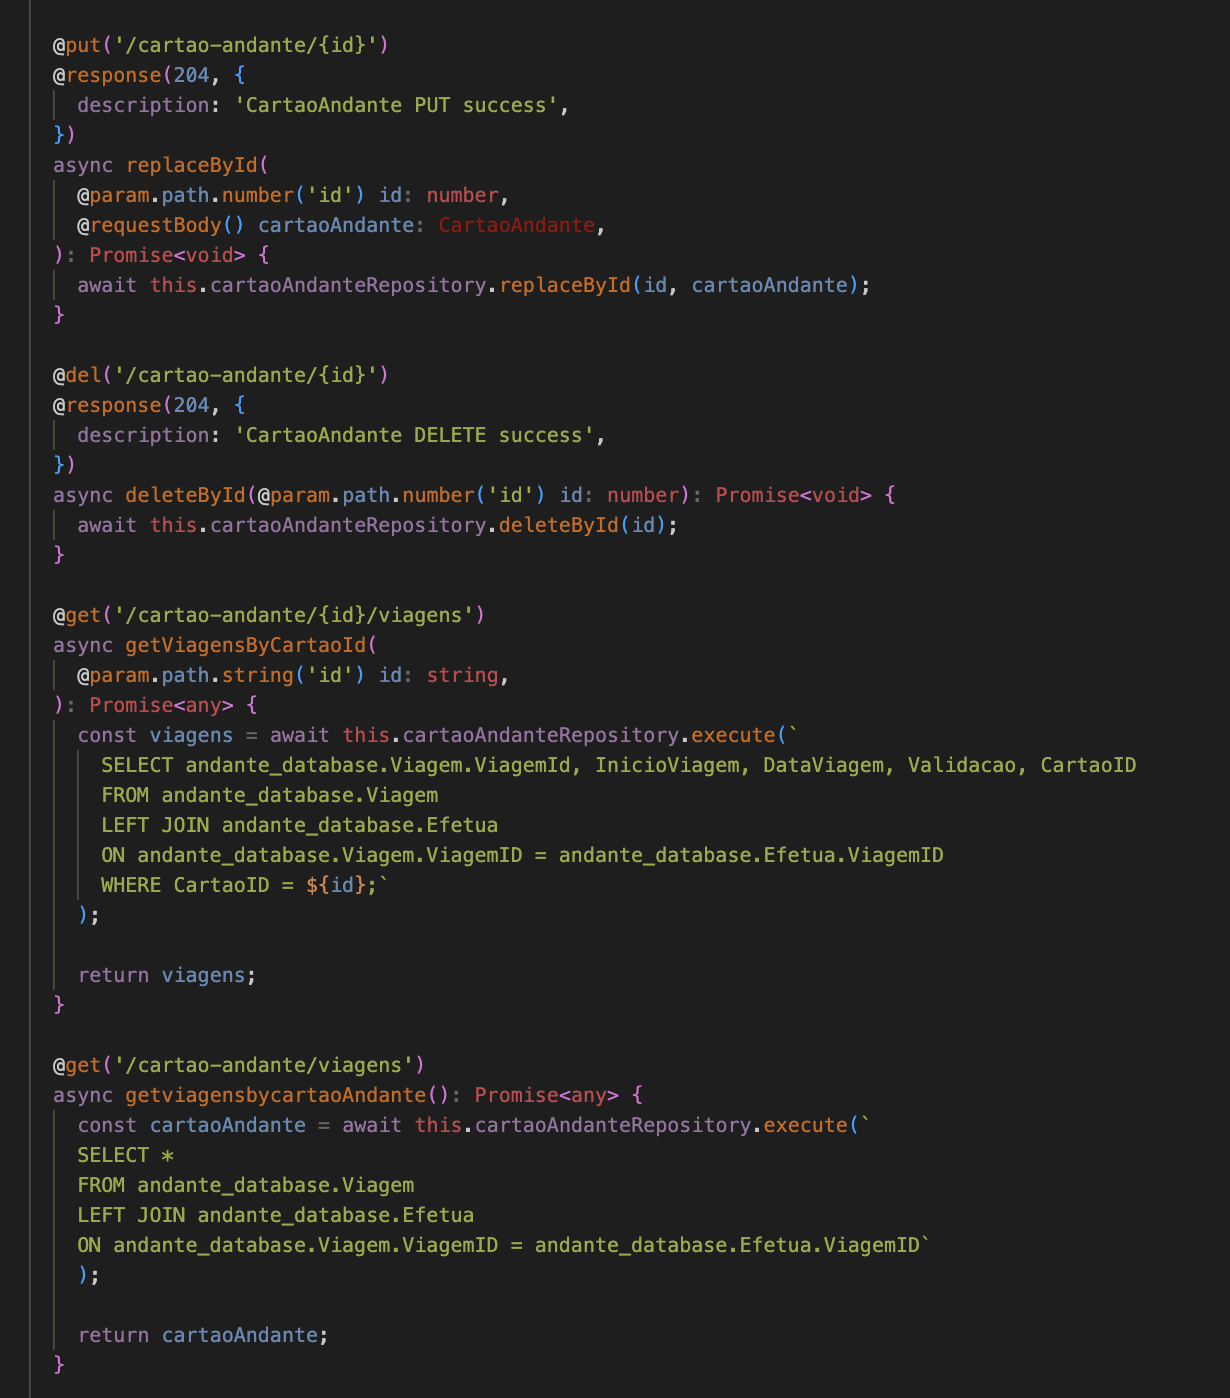 @put('/cartao-andante/{id}')
@response(204, {
  description: 'CartaoAndante PUT success',
})
async replaceById(
  @param.path.number('id') id: number,
  @requestBody() cartaoAndante: CartaoAndante,
): Promise<void> {
  await this.cartaoAndanteRepository.replaceById(id, cartaoAndante);
}

@del('/cartao-andante/{id}')
@response(204, {
  description: 'CartaoAndante DELETE success',
})
async deleteById(@param.path.number('id') id: number): Promise<void> {
  await this.cartaoAndanteRepository.deleteById(id);
}

@get('/cartao-andante/{id}/viagens')
async getViagensByCartaoId(
  @param.path.string('id') id: string,
): Promise<any> {
  const viagens = await this.cartaoAndanteRepository.execute(`
    SELECT andante_database.Viagem.ViagemId, InicioViagem, DataViagem, Validacao, CartaoID
    FROM andante_database.Viagem
    LEFT JOIN andante_database.Efetua
    ON andante_database.Viagem.ViagemID = andante_database.Efetua.ViagemID
    WHERE CartaoID = ${id};`
  );

  return viagens;
}

@get('/cartao-andante/viagens')
async getviagensbycartaoAndante(): Promise<any> {
  const cartaoAndante = await this.cartaoAndanteRepository.execute(`
  SELECT *
  FROM andante_database.Viagem
  LEFT JOIN andante_database.Efetua
  ON andante_database.Viagem.ViagemID = andante_database.Efetua.ViagemID`
  );

  return cartaoAndante;
}